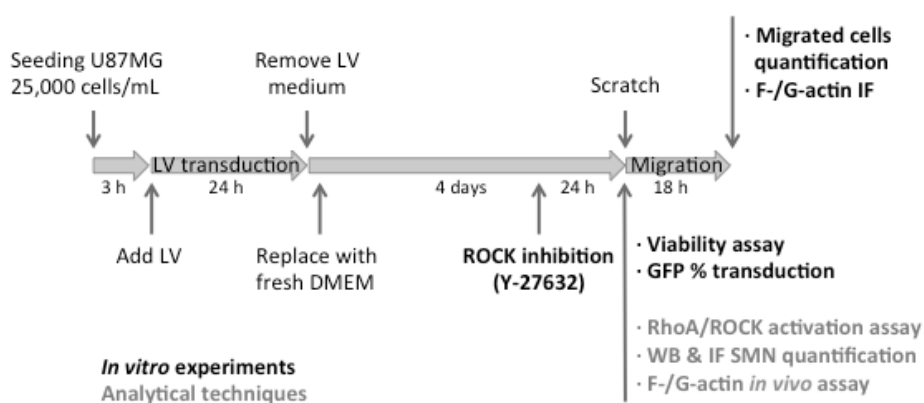 Seeding U87MG
25,000 cells/mL
Remove LV
medium
Scratch
· Migrated cells
quantification
· F-/G-actin IF
LV transduction
Migration
3 h
24 h
4 days
24 h
18 h
Add LV
Replace with
fresh DMEM
ROCK inhibition
(Y-27632)
· Viability assay
· GFP % transduction
· RhoA/ROCK activation assay
· WB & IF SMN quantification
· F-/G-actin in vivo assay
In vitro experiments
Analytical techniques